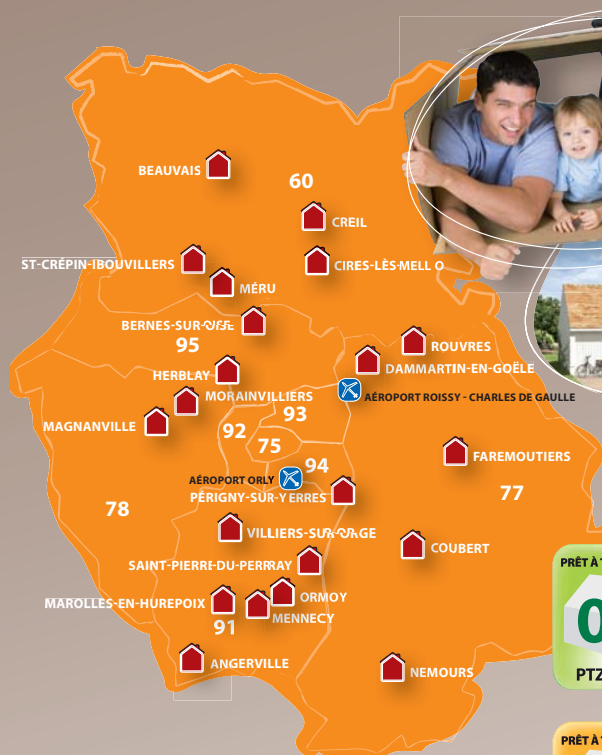 BEAUVAIS
60
CREIL
ST-CRÉPIN-IBOUVILLERS
CIRES-LÈS-MELL O
MÉRU
BERNES-SUR-OISE
95
ROUVRES
DAMMARTIN-EN-GOËLE
HERBLAY
AÉROPORT ROISSY - CHARLES DE GAULLE
MORAINVILLIERS
93
MAGNANVILLE
92
75
FAREMOUTIERS
94
AÉROPORT ORLY
77
PÉRIGNY-SUR-YERRES
78
VILLIERS-SUR-ORGE
COUBERT
PRÊT À
SAINT-PIERRE-DU-PERRAY
MAROLLES-EN-HUREPOIX
ORMOY
0
MENNECY
91
ANGERVILLE
NEMOURS
PTZ
PRÊT À